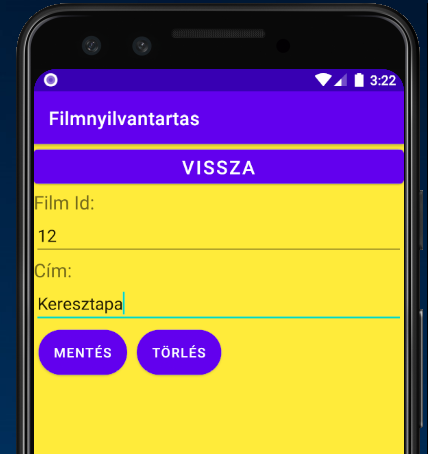 3:22
Filmnyilvantartas
VISSZA
Film Id:
12
Cím:
Keresztapa
MENTÉS TÖRLÉS